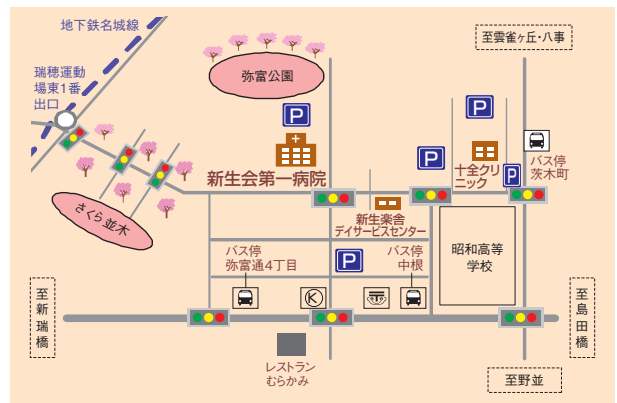 地下鉄名城線
至雲雀ヶ丘・八事
瑞穂運動
場東1番
出口
弥富公園
P
P
P
新生会第一病院
十全クリ
ニック
P
バス停
茨木町
さくら並木
新生楽舎
デイサービスセンター
バス停
弥富通4丁目
P
バス停
中根
昭和高等
学校
K
至新瑞橋
至島田橋
レストラン
むらかみ
至野並